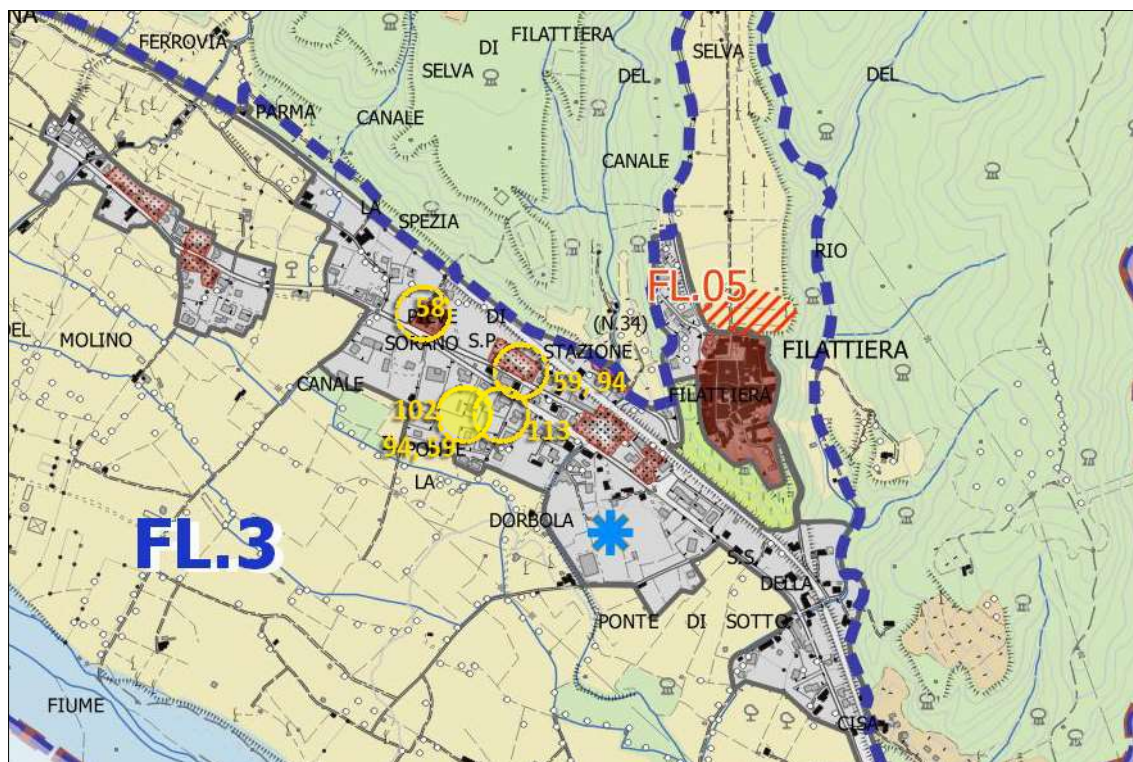 NA
FERROVIA
PARMA
CANALE
DI
FILATTIERA
SELVA
DEL
CANALE
SELVA
DEL
LA
SPEZIA
RIO
FL.05
58
PIEVE
DI
SORANO
S.P.
(N.34)
STAZIONE
FILATTIERA
DEL
MOLINO
CANALE
59, 94
FILATTIERA
102,
113
94, 59
PONTE
LA
DORBOLA
FL.3
S.S.
DELLA
PONTE DI SOTTO
FIUME
CISA